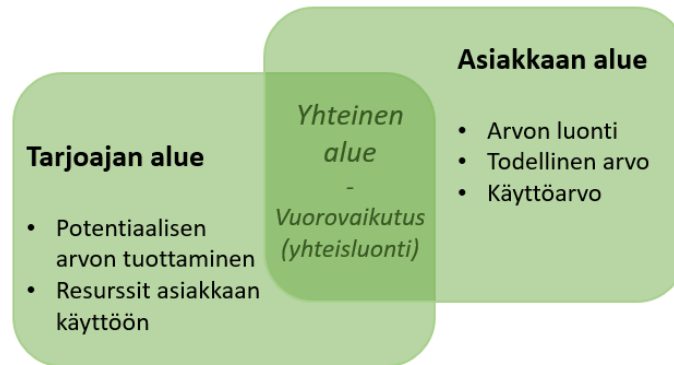 Tarjoajan alue
• Potentiaalisen
arvon tuottaminen
• Resurssit asiakkaan
käyttöön
Yhteinen
alue
-
Vuorovaikutus
(yhteisluonti)
Asiakkaan alue
• Arvon luonti
• Todellinen arvo
• Käyttöarvo